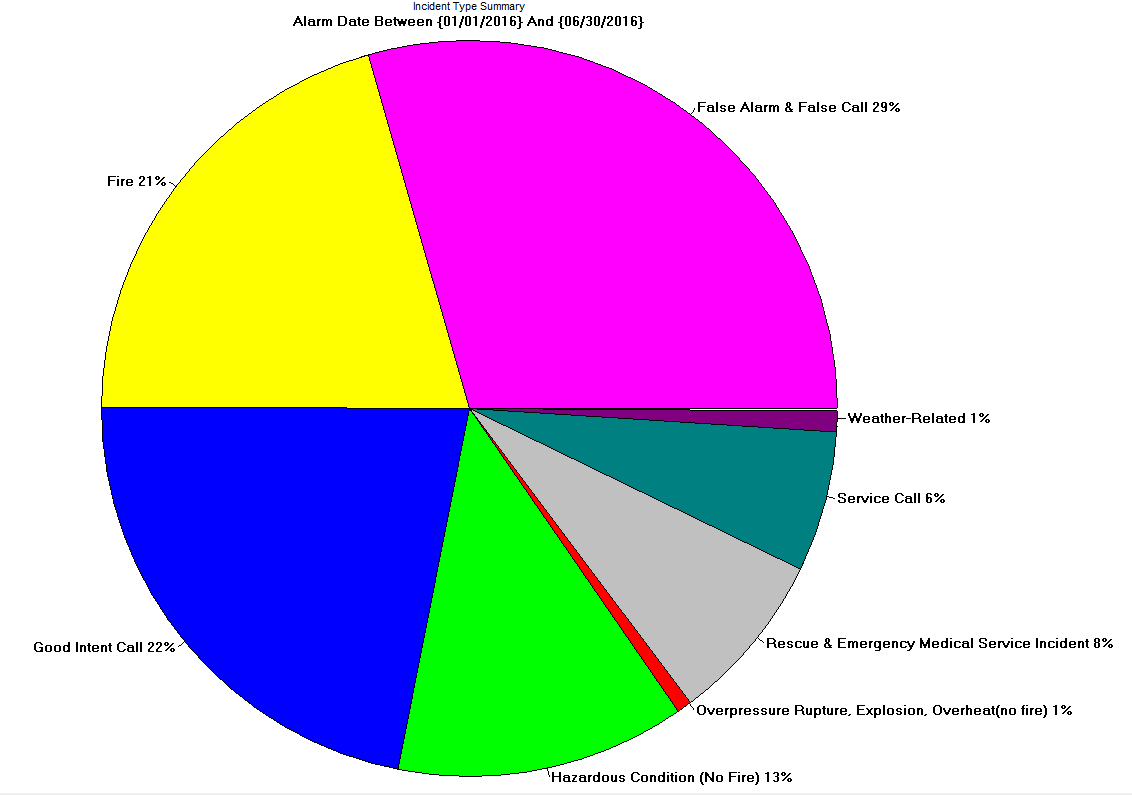 Incident Type Summary
Alarm Date Between {01/01/2016} And {06/30/2016}
False Alarm & False Call 29%
Fire 21%
Weather-Related 1%
Service Call 6%
Good Intent Call 22%
Rescue & Emergency Medical Service Incident 8%
Overpressure Rupture, Explosion, Overheat(no fire) 1%
Hazardous Condition (No Fire) 13%